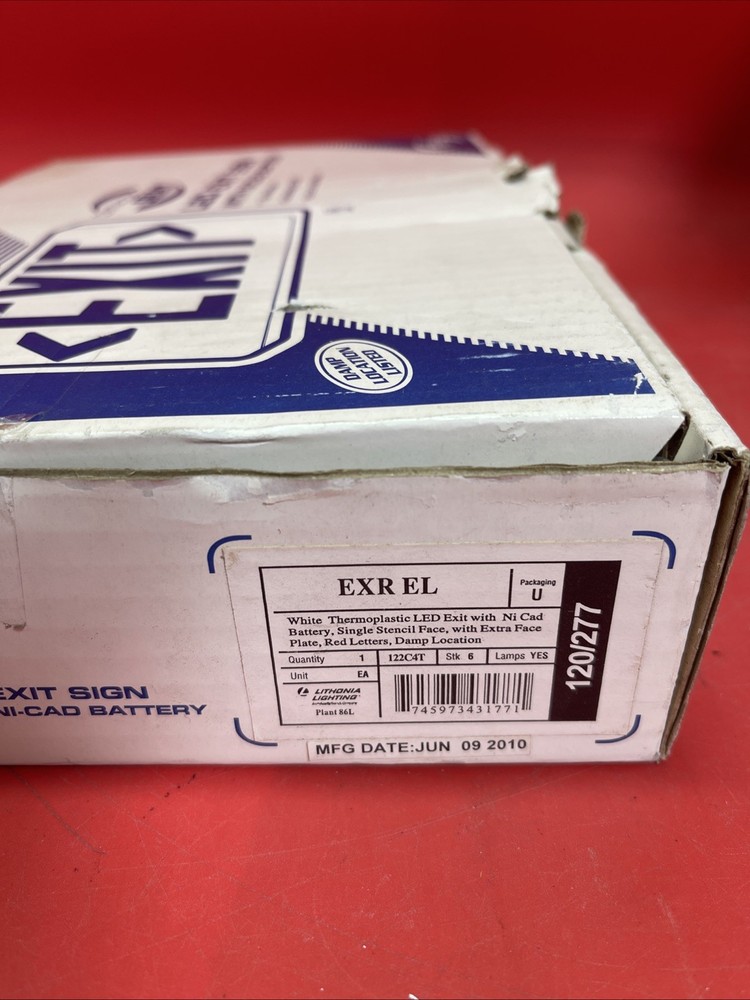 <EXIT>
DAMP
LOCATION
LISTED
EXR EL
Packaging
U
White Thermoplastic LED Exit with Ni Cad
Battery, Single Stencil Face, with Extra Face
Plate, Red Letters, Damp Location
Quantity 1 122C4T Stk 6 Lamps YES
Unit EA
LITHONIA
LIGHTING
Plant 86L
745973431771
120/277
EXIT SIGN
NI-CAD BATTERY
MFG DATE:JUN 09 2010